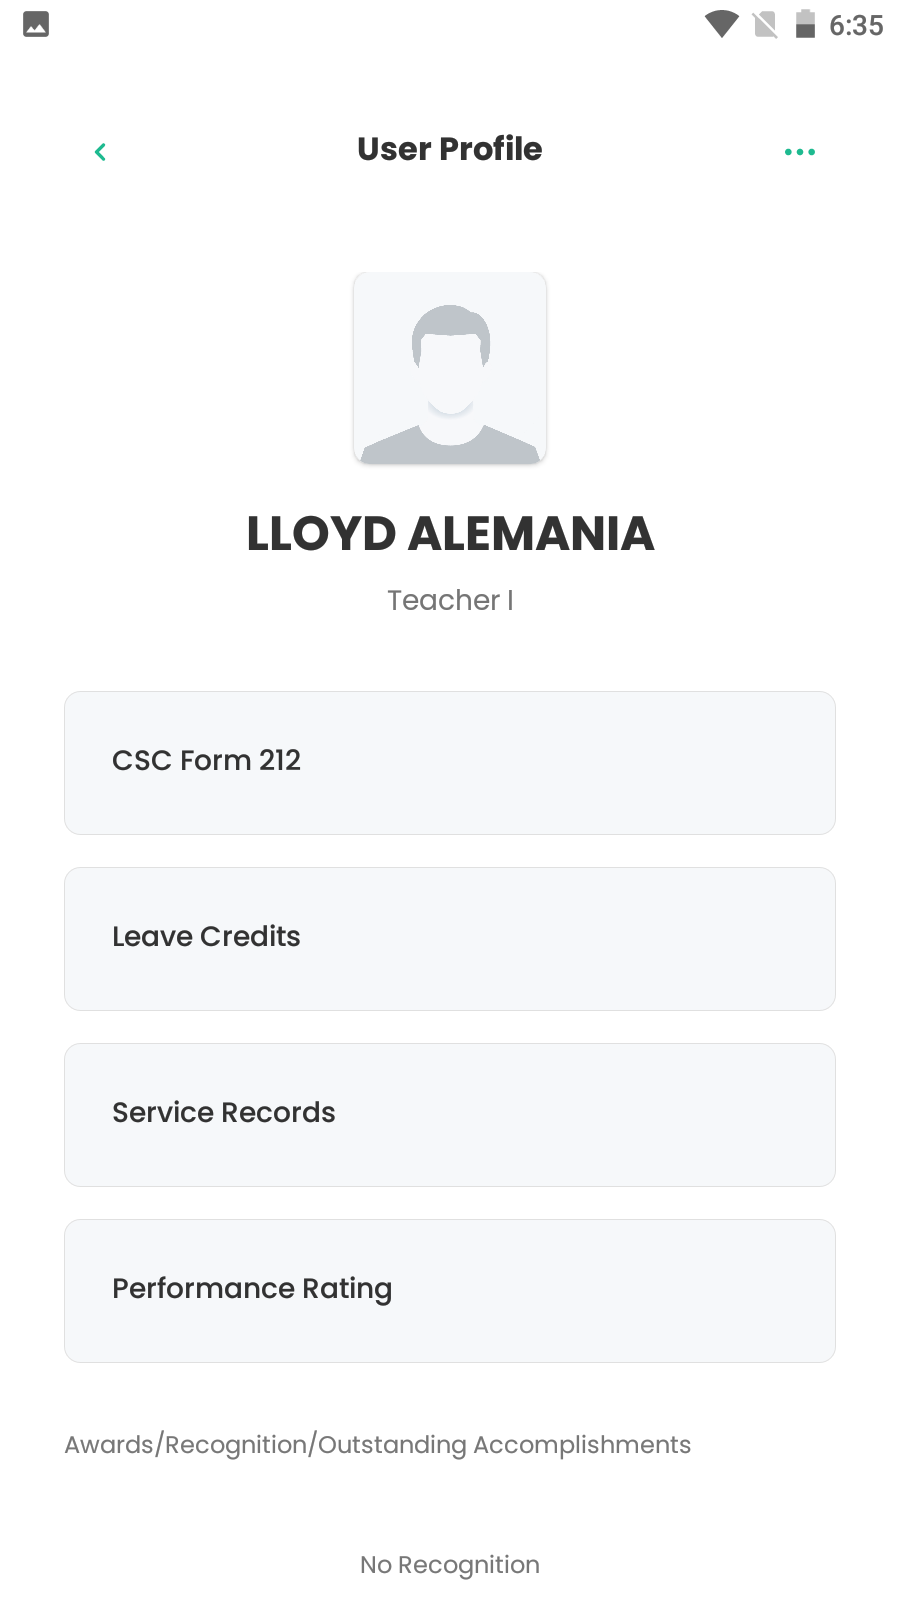 6:35
User Profile
LLOYD ALEMANIA
Teacher I
CSC Form 212
Leave Credits
Service Records
Performance Rating
Awards/Recognition/Outstanding Accomplishments
No Recognition